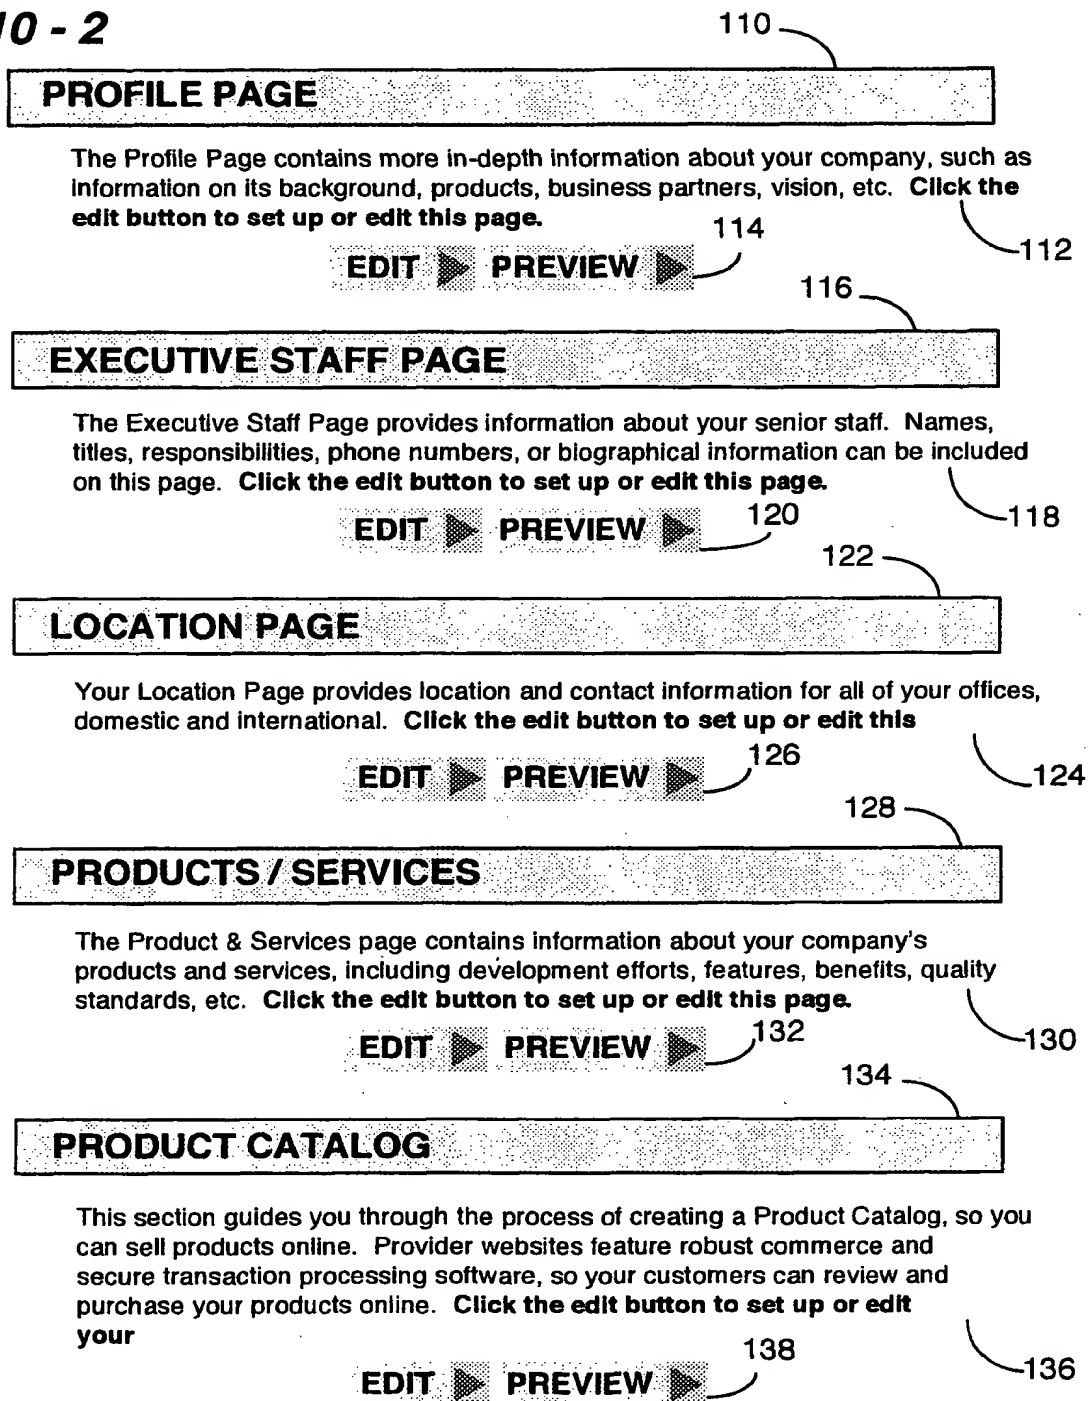 10 - 2
110
PROFILE PAGE
The Profile Page contains more in-depth information about your company, such as
information on its background, products, business partners, vision, etc. Click the
edit button to set up or edit this page.
114
112
EDIT PREVIEW
116
EXECUTIVE STAFF PAGE
The Executive Staff Page provides information about your senior staff. Names,
titles, responsibilities, phone numbers, or biographical information can be included
on this page. Click the edit button to set up or edit this page.
120
118
EDIT PREVIEW
122
LOCATION PAGE
Your Location Page provides location and contact information for all of your offices,
domestic and international. Click the edit button to set up or edit this
126
124
EDIT PREVIEW
128
PRODUCTS / SERVICES
The Product & Services page contains information about your company's
products and services, including development efforts, features, benefits, quality
standards, etc. Click the edit button to set up or edit this page.
132
130
EDIT PREVIEW
134
PRODUCT CATALOG
This section guides you through the process of creating a Product Catalog, so you
can sell products online. Provider websites feature robust commerce and
secure transaction processing software, so your customers can review and
purchase your products online. Click the edit button to set up or edit
your
138
136
EDIT PREVIEW